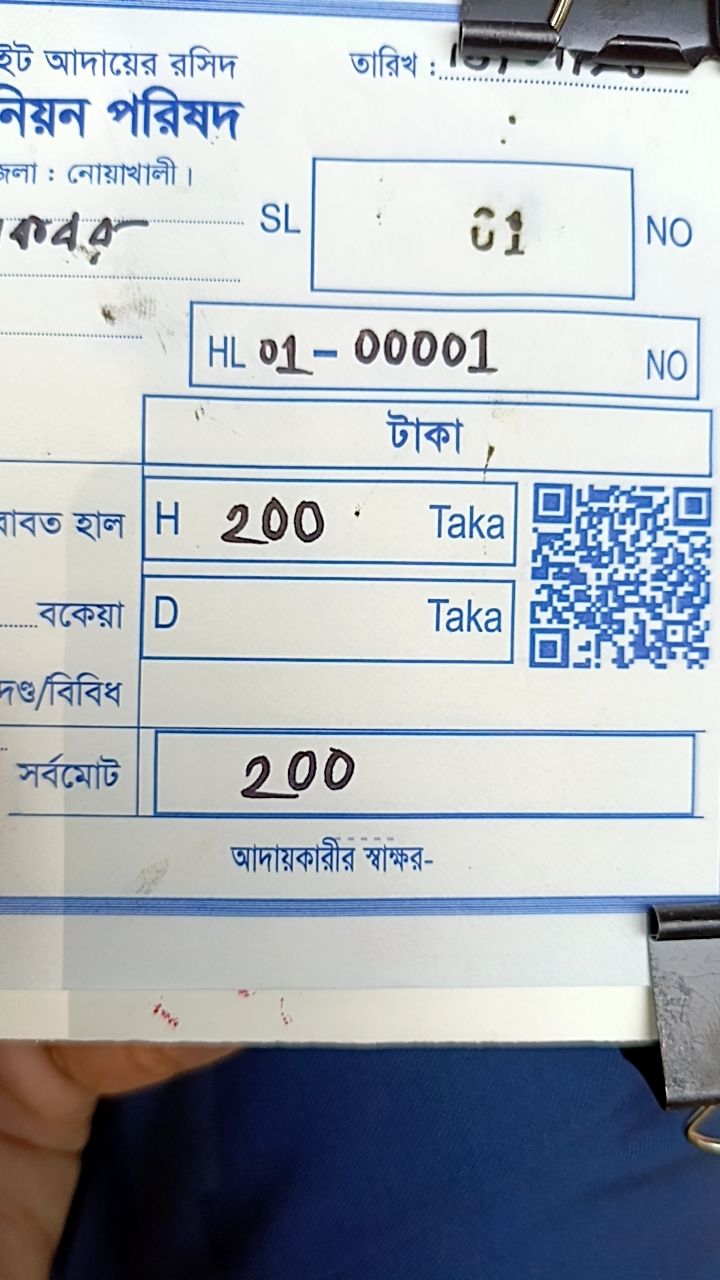 আদায়ের রসিদ তারিখ :
পরিষদ
: নোয়াখালী।
SL 01 NO
HL 01 - 00001 NO
টাকা
বাবত হাল H 200 Taka
বকেয়া D Taka
দণ্ড/বিবিধ
সর্বমোট 200
আদায়কারীর স্বাক্ষর-